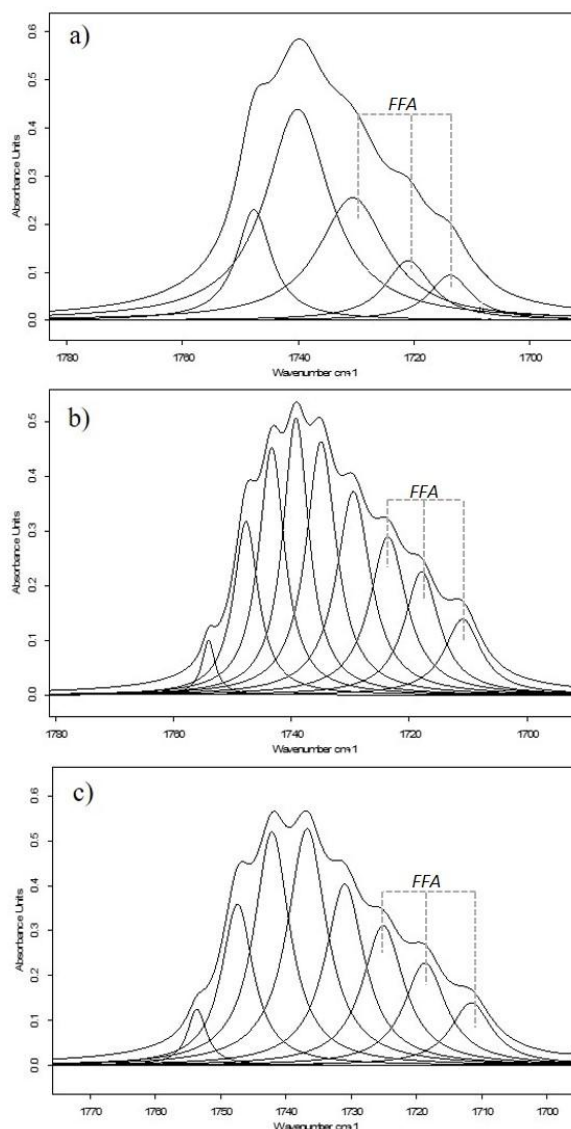 a)
FFA
Absorbance Units
0.0 0.1 0.2 0.3 0.4 0.5 0.6
1780 1760 1740 1720 1700
Wavenumber cm-1
b)
FFA
Absorbance Units
0.0 0.1 0.2 0.3 0.4 0.5
1780 1760 1740 1720 1700
Wavenumber cm-1
c)
FFA
Absorbance Units
0.0 0.1 0.2 0.3 0.4 0.5 0.6
1770 1760 1750 1740 1730 1720 1710 1700
Wavenumber cm-1